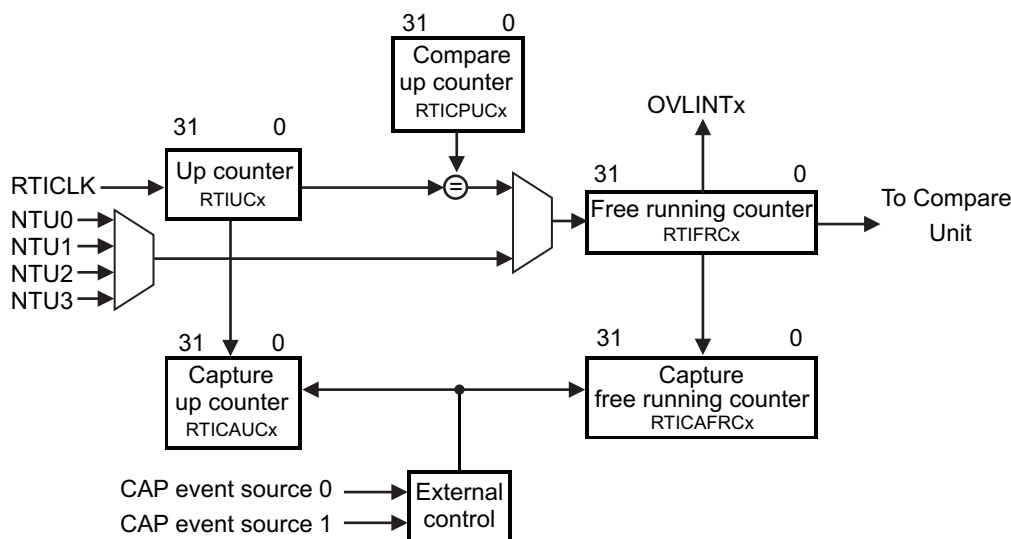 31 0
Compare
up counter
RTICPUCx
OVLINTx
31 0
Up counter
RTIUCx
RTICLK
NTU0
NTU1
NTU2
NTU3
=
31 0
Free running counter
RTIFRCx
To Compare
Unit
31 0
Capture
up counter
RTICAUCx
31 0
Capture
free running counter
RTICAFRCx
CAP event source 0
CAP event source 1
External
control